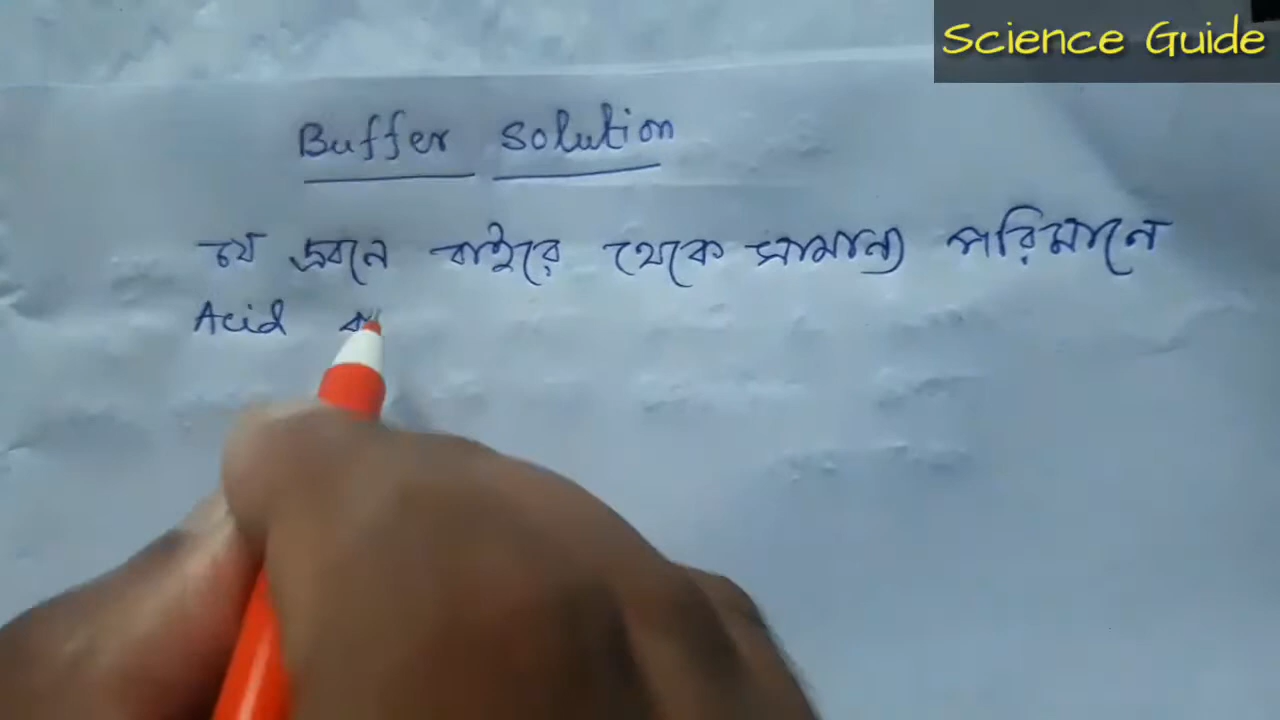 Science Guide
Buffer Solution
যে দ্রবনে বাইরে থেকে সামান্য পরিমানে
Acid